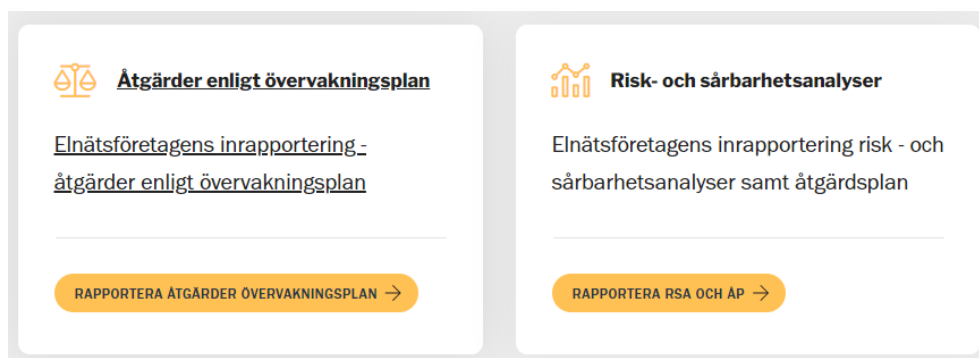 Åtgärder enligt övervakningsplan
Elnätsföretagens inrapportering -
åtgärder enligt övervakningsplan
RAPPORTERA ÅTGÄRDER ÖVERVAKNINGSPLAN →
Risk- och sårbarhetsanalyser
Elnätsföretagens inrapportering risk - och
sårbarhetsanalyser samt åtgärdsplan
RAPPORTERA RSA OCH ÅP →